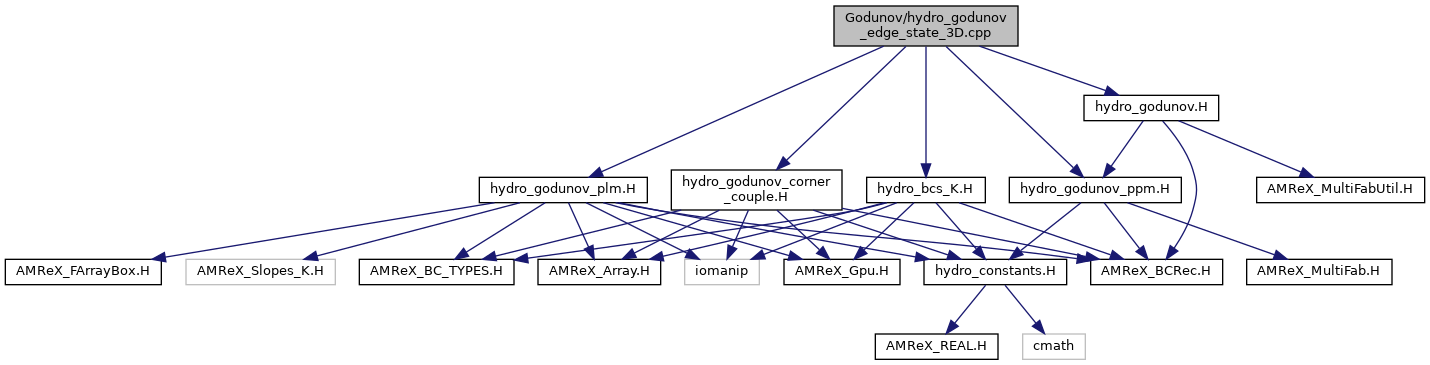 Godunov/hydro_godunov
_edge_state_3D.cpp
hydro_godunov.H
hydro_godunov_plm.H
hydro_godunov_corner
_couple.H
hydro_bcs_K.H
hydro_godunov_ppm.H
AMReX_MultiFabUtil.H
AMReX_FArrayBox.H
AMReX_Slopes_K.H
AMReX_BC_TYPES.H
AMReX_Array.H
iomanip
AMReX_Gpu.H
hydro_constants.H
AMReX_BCRec.H
AMReX_MultiFab.H
AMReX_REAL.H
cmath